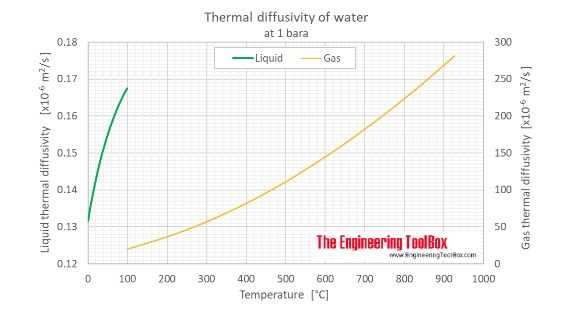 Thermal diffusivity of water
at 1 bara
Liquid
Gas
Liquid thermal diffusivity [x10⁻⁶ m²/s ]
0.18
0.17
0.16
0.15
0.14
0.13
0.12
300
250
200
150
100
50
0
Gas thermal diffusivity [x10⁻⁶ m²/s ]
The Engineering ToolBox
www.EngineeringToolBox.com
0 100 200 300 400 500 600 700 800 900 1000
Temperature [°C]